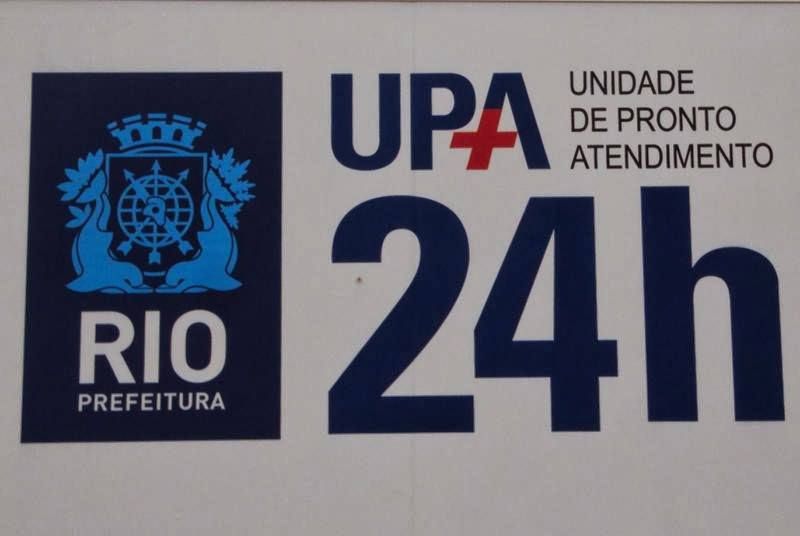 RIO
PREFEITURA
UPA
UNIDADE
DE PRONTO
ATENDIMENTO
24h